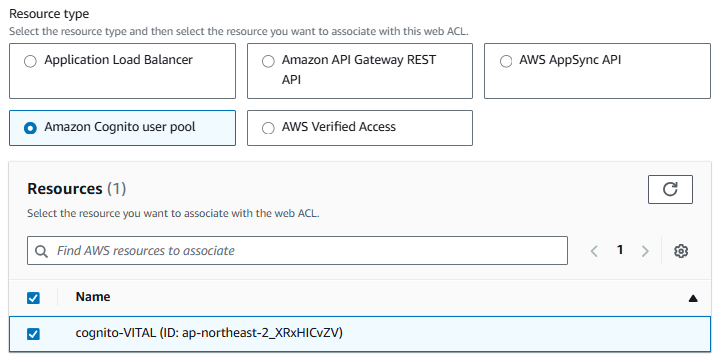 Resource type
Select the resource type and then select the resource you want to associate with this web ACL.
Application Load Balancer
Amazon API Gateway REST
API
AWS AppSync API
Amazon Cognito user pool
AWS Verified Access
Resources (1)
Select the resource you want to associate with the web ACL.
Find AWS resources to associate
1
Name
cognito-VITAL (ID: ap-northeast-2_XRxHICvZV)